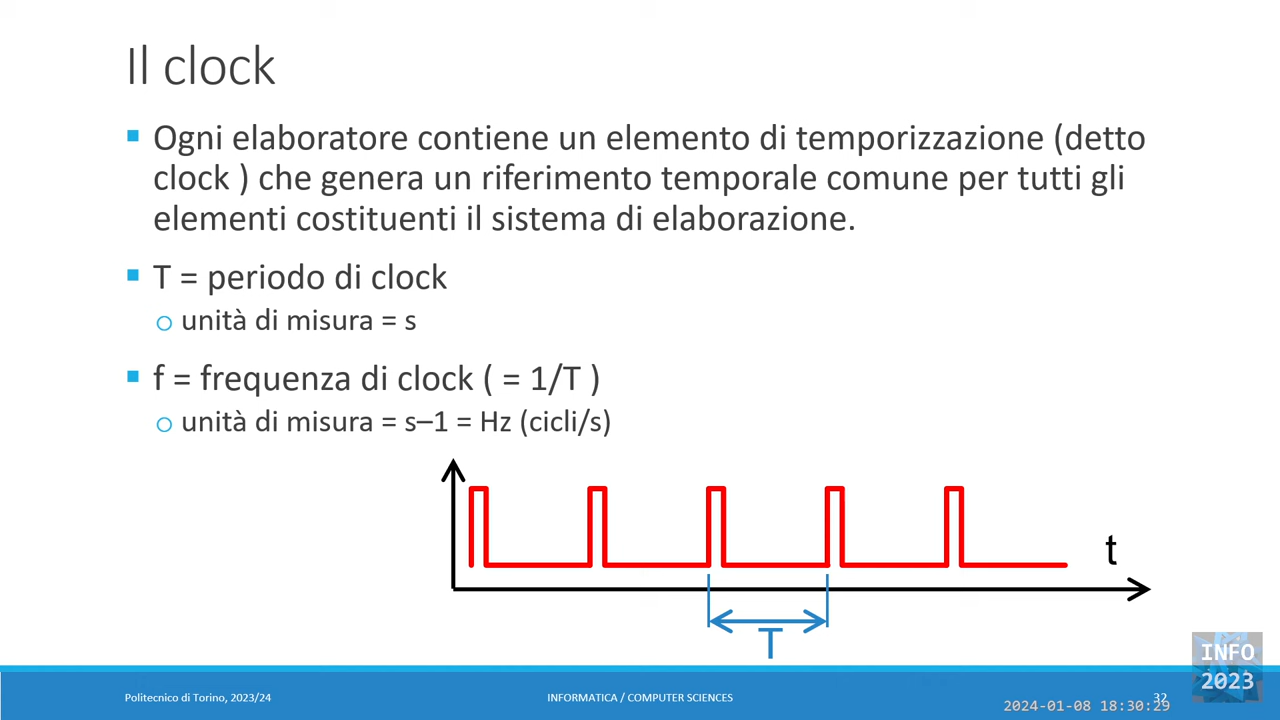 Il clock
Ogni elaboratore contiene un elemento di temporizzazione (detto
clock ) che genera un riferimento temporale comune per tutti gli
elementi costituenti il sistema di elaborazione.
T = periodo di clock
unità di misura = s
f = frequenza di clock ( = 1/T )
unità di misura = s–1 = Hz (cicli/s)
t
T
INFO
2023
Politecnico di Torino, 2023/24
INFORMATICA / COMPUTER SCIENCES
32
2024-01-08 18:30:29